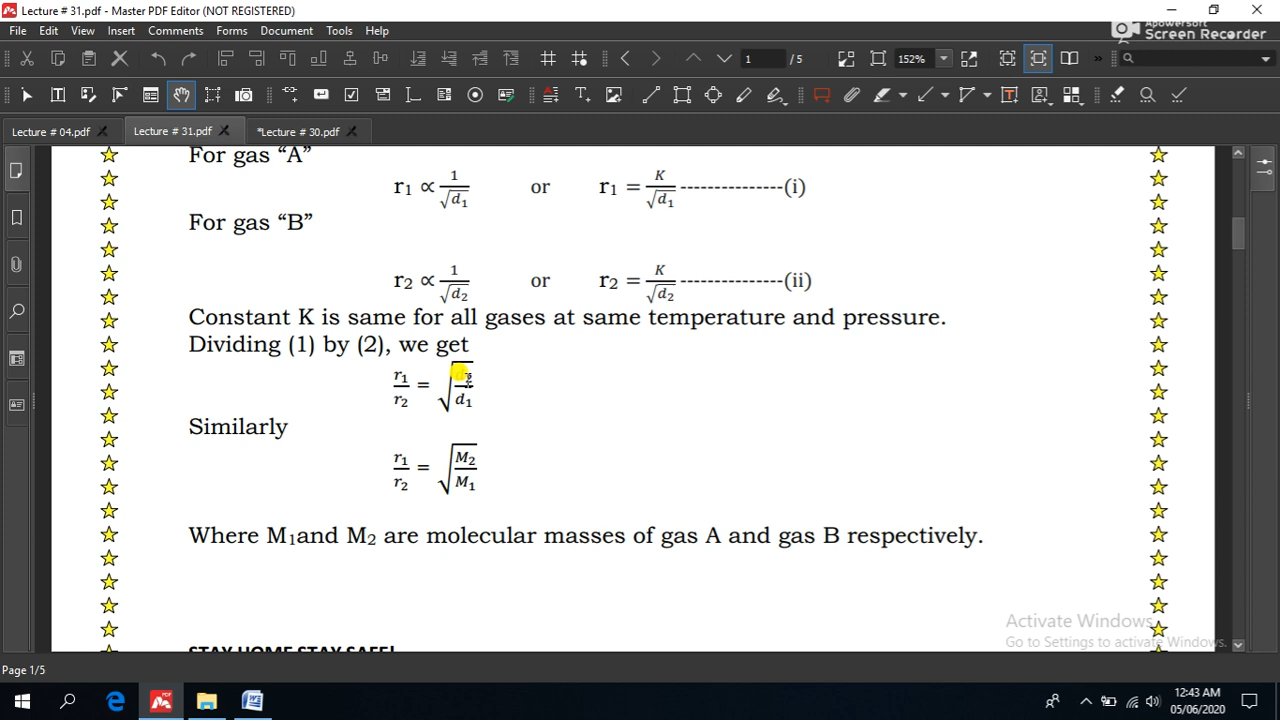 Lecture # 31.pdf - Master PDF Editor (NOT REGISTERED)
File Edit View Insert Comments Forms Document Tools Help
Apowersoft
Screen Recorder
1 / 5 152%
Lecture # 04.pdf Lecture # 31.pdf *Lecture # 30.pdf
For gas “A”
r₁ ∝ 1/√d₁ or r₁ = K/√d₁ ---------------(i)
For gas “B”
r₂ ∝ 1/√d₂ or r₂ = K/√d₂ ---------------(ii)
Constant K is same for all gases at same temperature and pressure.
Dividing (1) by (2), we get
r₁/r₂ = √(d₂/d₁)
Similarly
r₁/r₂ = √(M₂/M₁)
Where M₁and M₂ are molecular masses of gas A and gas B respectively.
Activate Windows
Go to Settings to activate Windows.
STAY HOME STAY SAFE!
Page 1/5
12:43 AM
05/06/2020